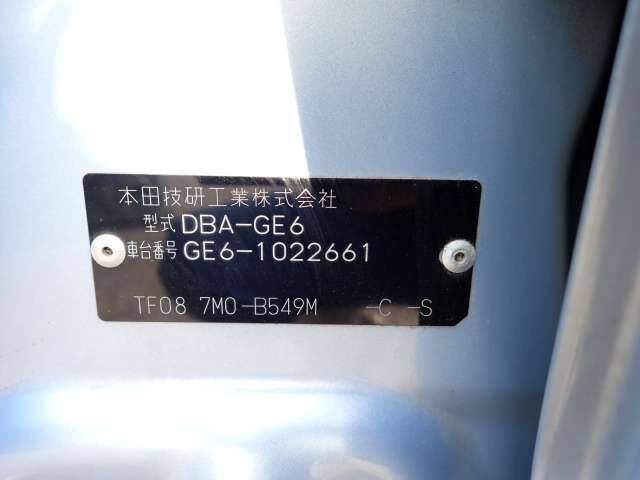 本田技研工業株式会社
型式 DBA-GE6
車台番号 GE6-1022661
TF08 7M0-B549M -C -S